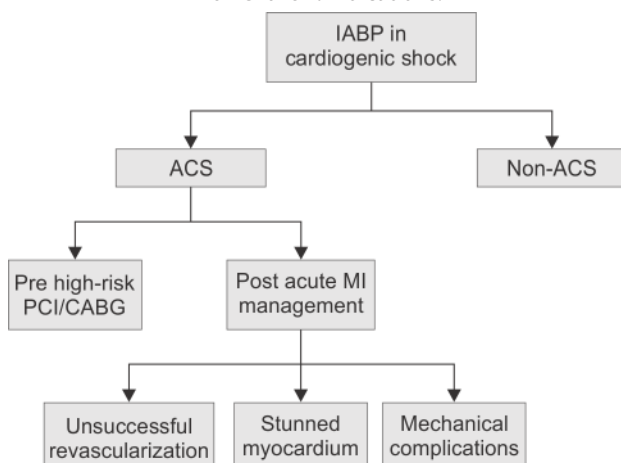 IABP in
cardiogenic shock
ACS
Non-ACS
Pre high-risk
PCI/CABG
Post acute MI
management
Unsuccessful
revascularization
Stunned
myocardium
Mechanical
complications